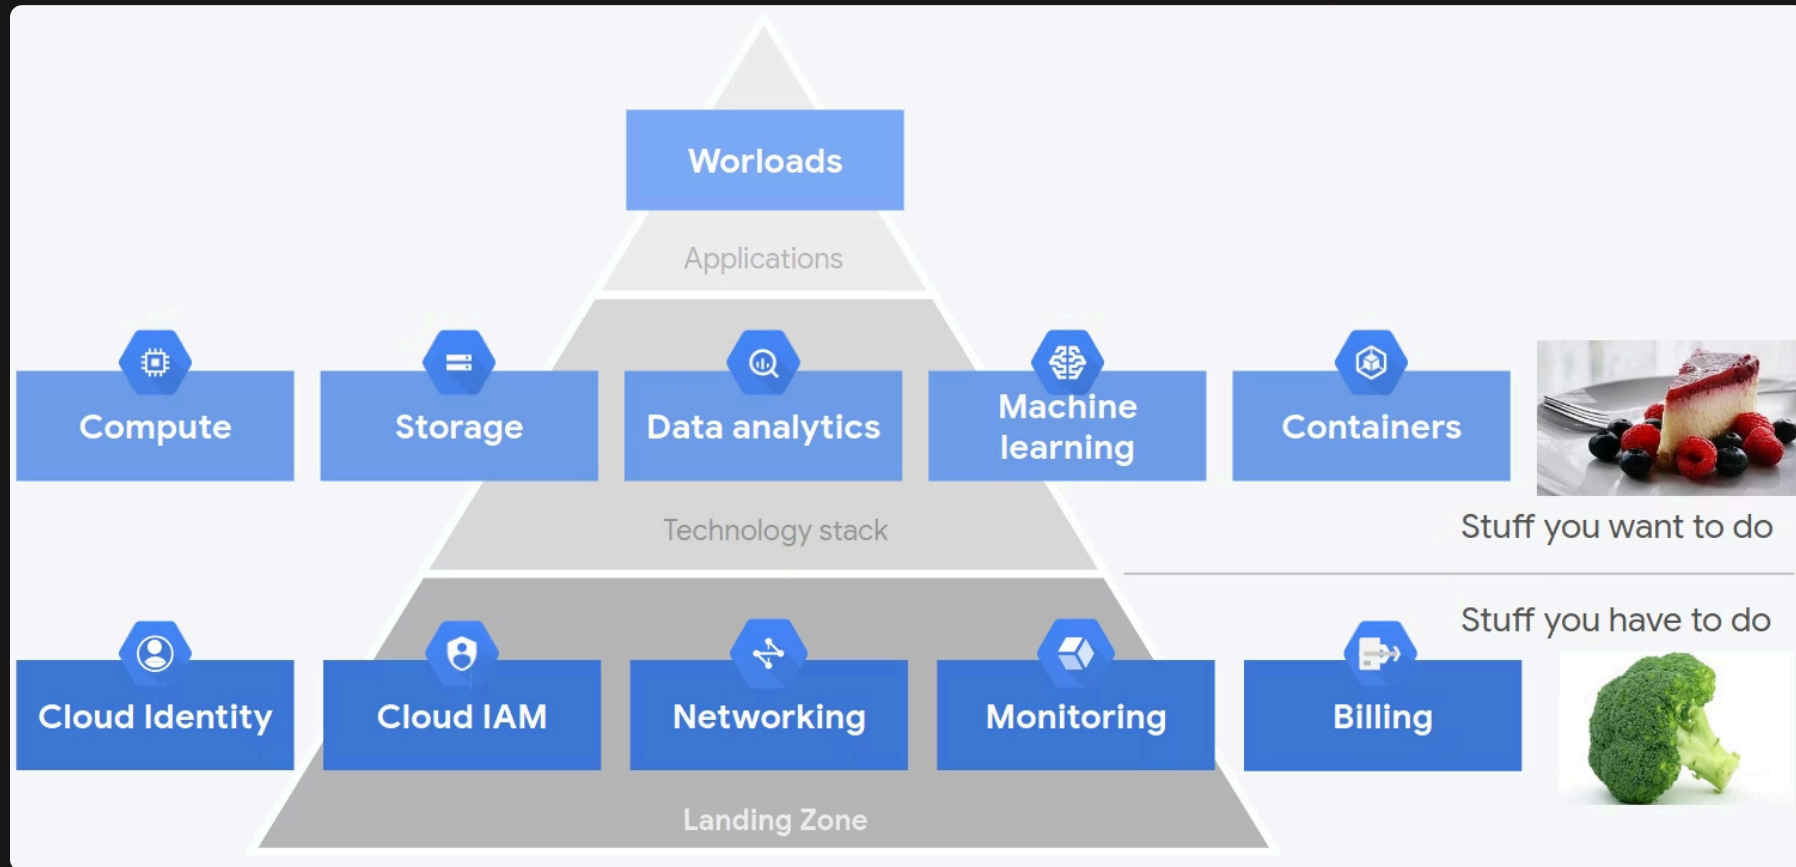 Worloads
Applications
Compute
Storage
Data analytics
Machine
learning
Containers
Technology stack
Stuff you want to do
Stuff you have to do
Cloud Identity
Cloud IAM
Networking
Monitoring
Billing
Landing Zone